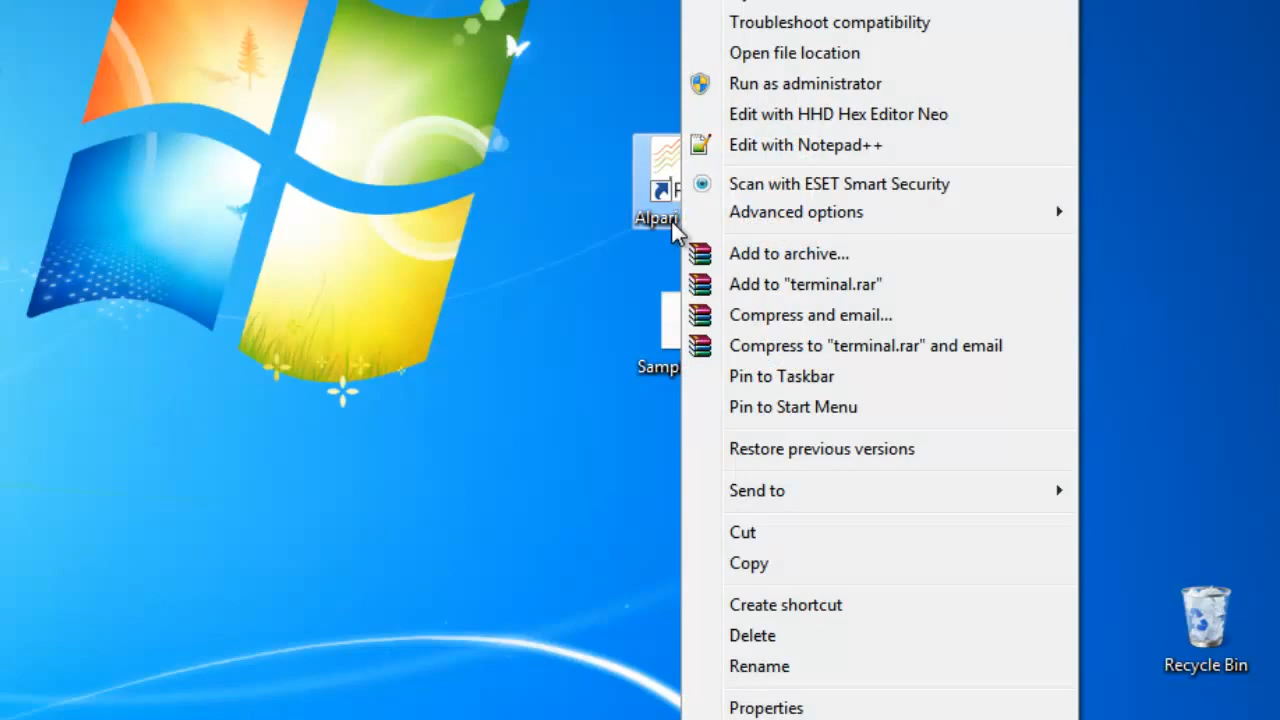 Troubleshoot compatibility
Open file location
Run as administrator
Edit with HHD Hex Editor Neo
Edit with Notepad++
Scan with ESET Smart Security
Advanced options
Add to archive...
Add to "terminal.rar"
Compress and email...
Compress to "terminal.rar" and email
Pin to Taskbar
Pin to Start Menu
Restore previous versions
Send to
Cut
Copy
Create shortcut
Delete
Rename
Properties
Alpari
Samp
Recycle Bin